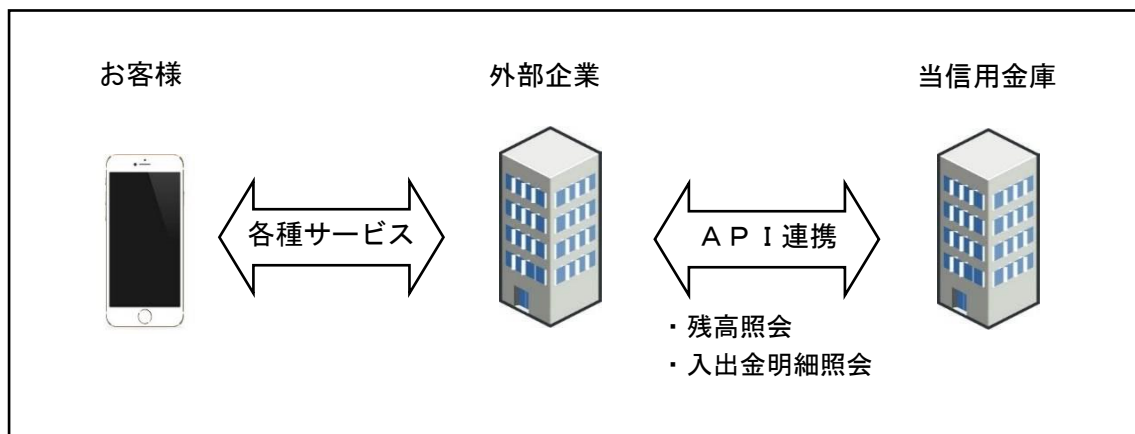 お客様
外部企業
当信用金庫
各種サービス
ＡＰＩ連携
・残高照会
・入出金明細照会